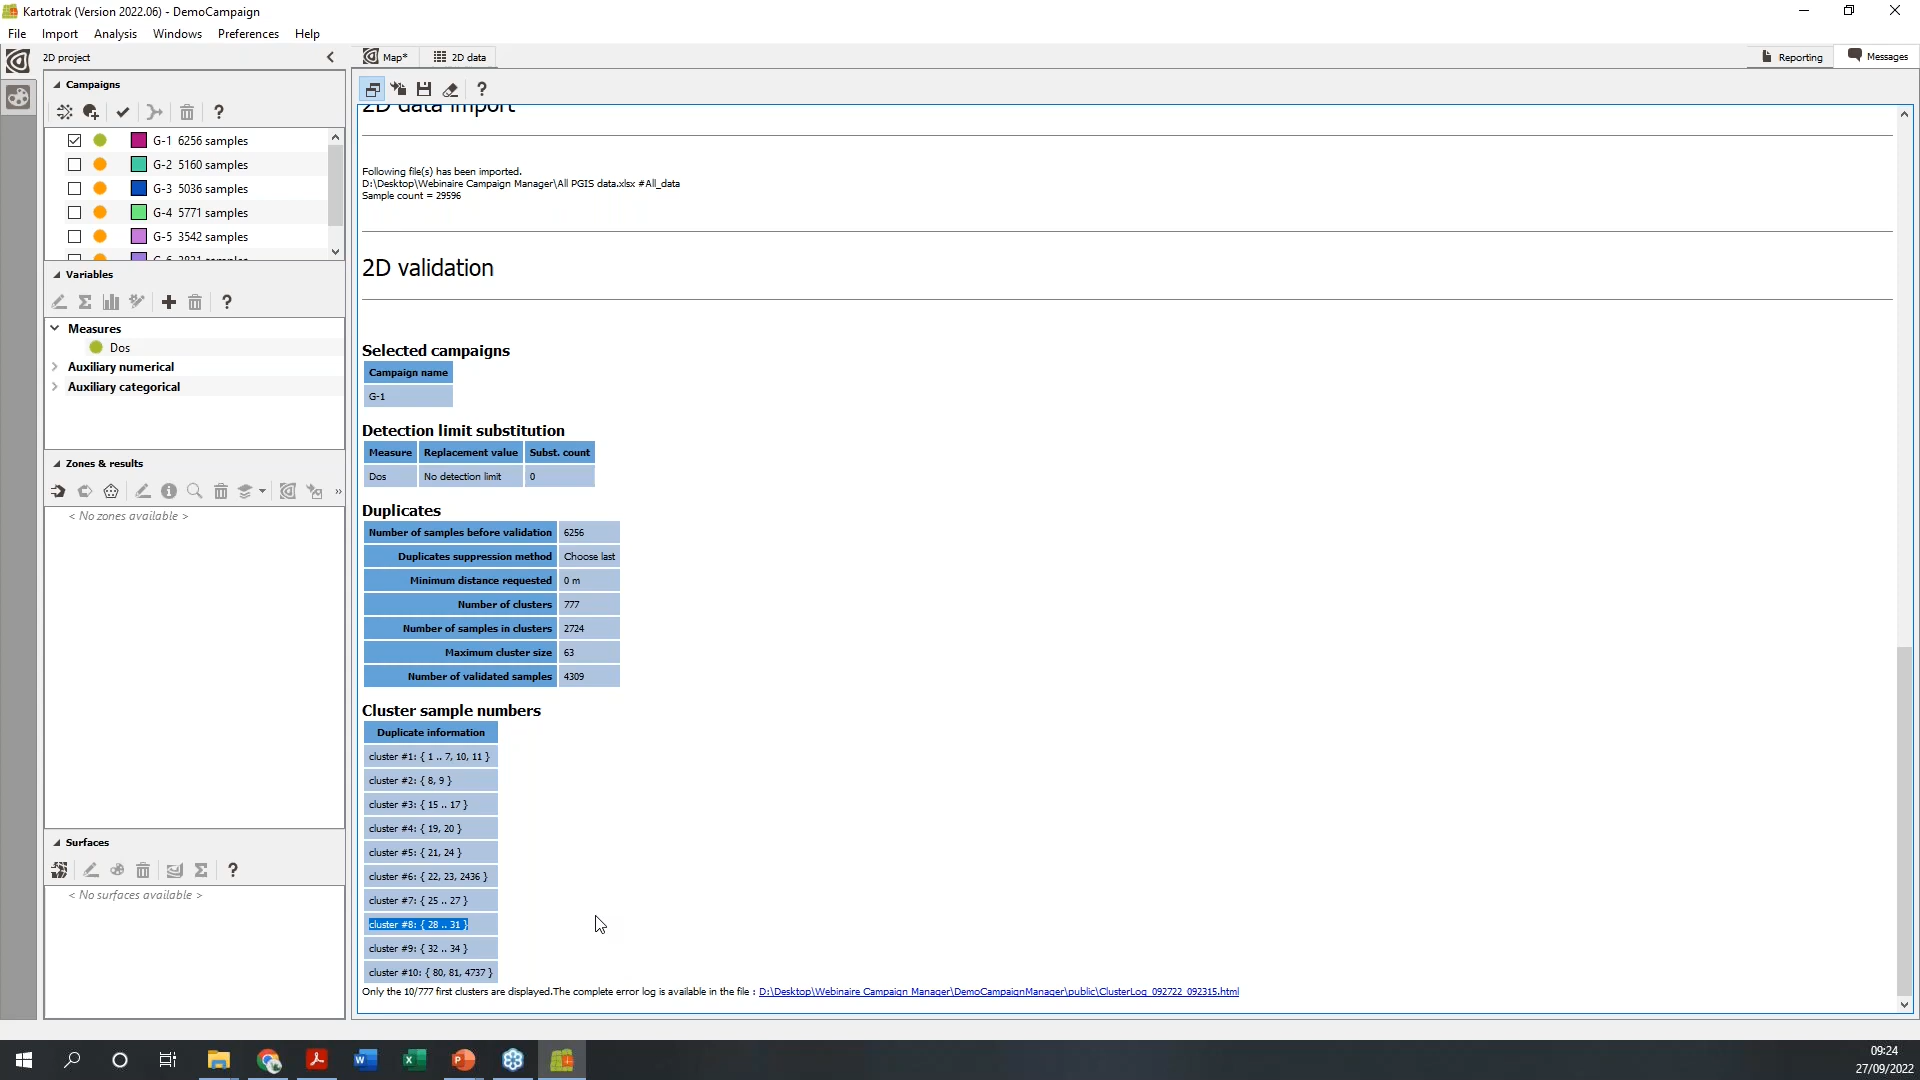 Kartotrak (Version 2022.06) - DemoCampaign
File Import Analysis Windows Preferences Help
2D project
Map* 2D data Reporting Messages
Campaigns
G-1 6256 samples
G-2 5160 samples
G-3 5036 samples
G-4 5771 samples
G-5 3542 samples
Variables
Measures
Dos
Auxiliary numerical
Auxiliary categorical
Zones & results
< No zones available >
Surfaces
< No surfaces available >
2D data import
Following file(s) has been imported.
D:\Desktop\Webinaire Campaign Manager\All PGIS data.xlsx #All_data
Sample count = 29596
2D validation
Selected campaigns
Campaign name
G-1
Detection limit substitution
Measure Replacement value Subst. count
Dos No detection limit 0
Duplicates
Number of samples before validation 6256
Duplicates suppression method Choose last
Minimum distance requested 0 m
Number of clusters 777
Number of samples in clusters 2724
Maximum cluster size 63
Number of validated samples 4309
Cluster sample numbers
Duplicate information
cluster #1: { 1 .. 7, 10, 11 }
cluster #2: { 8, 9 }
cluster #3: { 15 .. 17 }
cluster #4: { 19, 20 }
cluster #5: { 21, 24 }
cluster #6: { 22, 23, 2436 }
cluster #7: { 25 .. 27 }
cluster #8: { 28 .. 31 }
cluster #9: { 32 .. 34 }
cluster #10: { 80, 81, 4737 }
Only the 10/777 first clusters are displayed.The complete error log is available in the file : D:\Desktop\Webinaire Campaign Manager\DemoCampaignManager\public\ClusterLog_092722_092315.html
09:24
27/09/2022